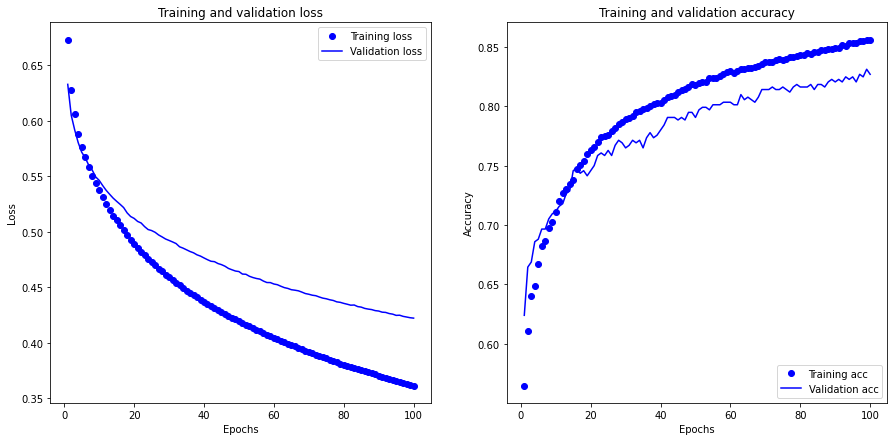 Training and validation loss
Training loss
Validation loss
0.65
0.60
0.55
0.50
0.45
0.40
0.35
Loss
0 20 40 60 80 100
Epochs
Training and validation accuracy
0.85
0.80
0.75
0.70
0.65
0.60
Accuracy
Training acc
Validation acc
0 20 40 60 80 100
Epochs